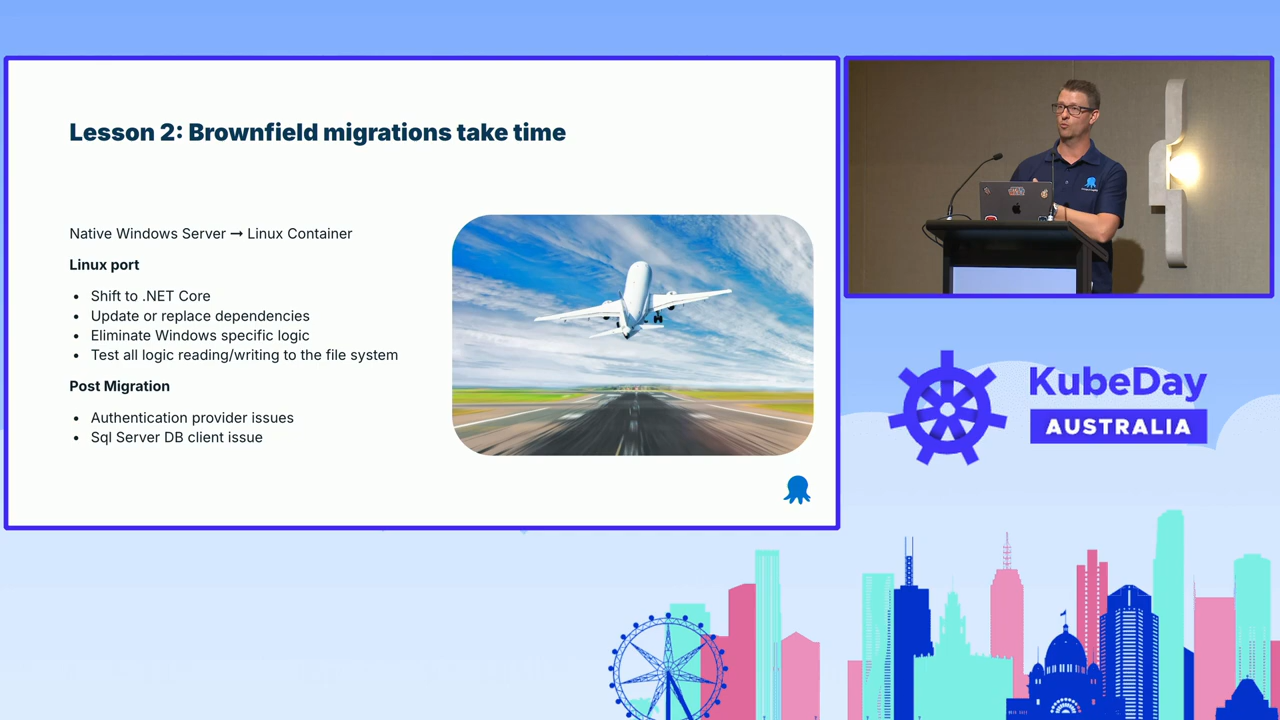 Lesson 2: Brownfield migrations take time
Native Windows Server → Linux Container
Linux port
• Shift to .NET Core
• Update or replace dependencies
• Eliminate Windows specific logic
• Test all logic reading/writing to the file system
Post Migration
• Authentication provider issues
• Sql Server DB client issue
KubeDay
AUSTRALIA